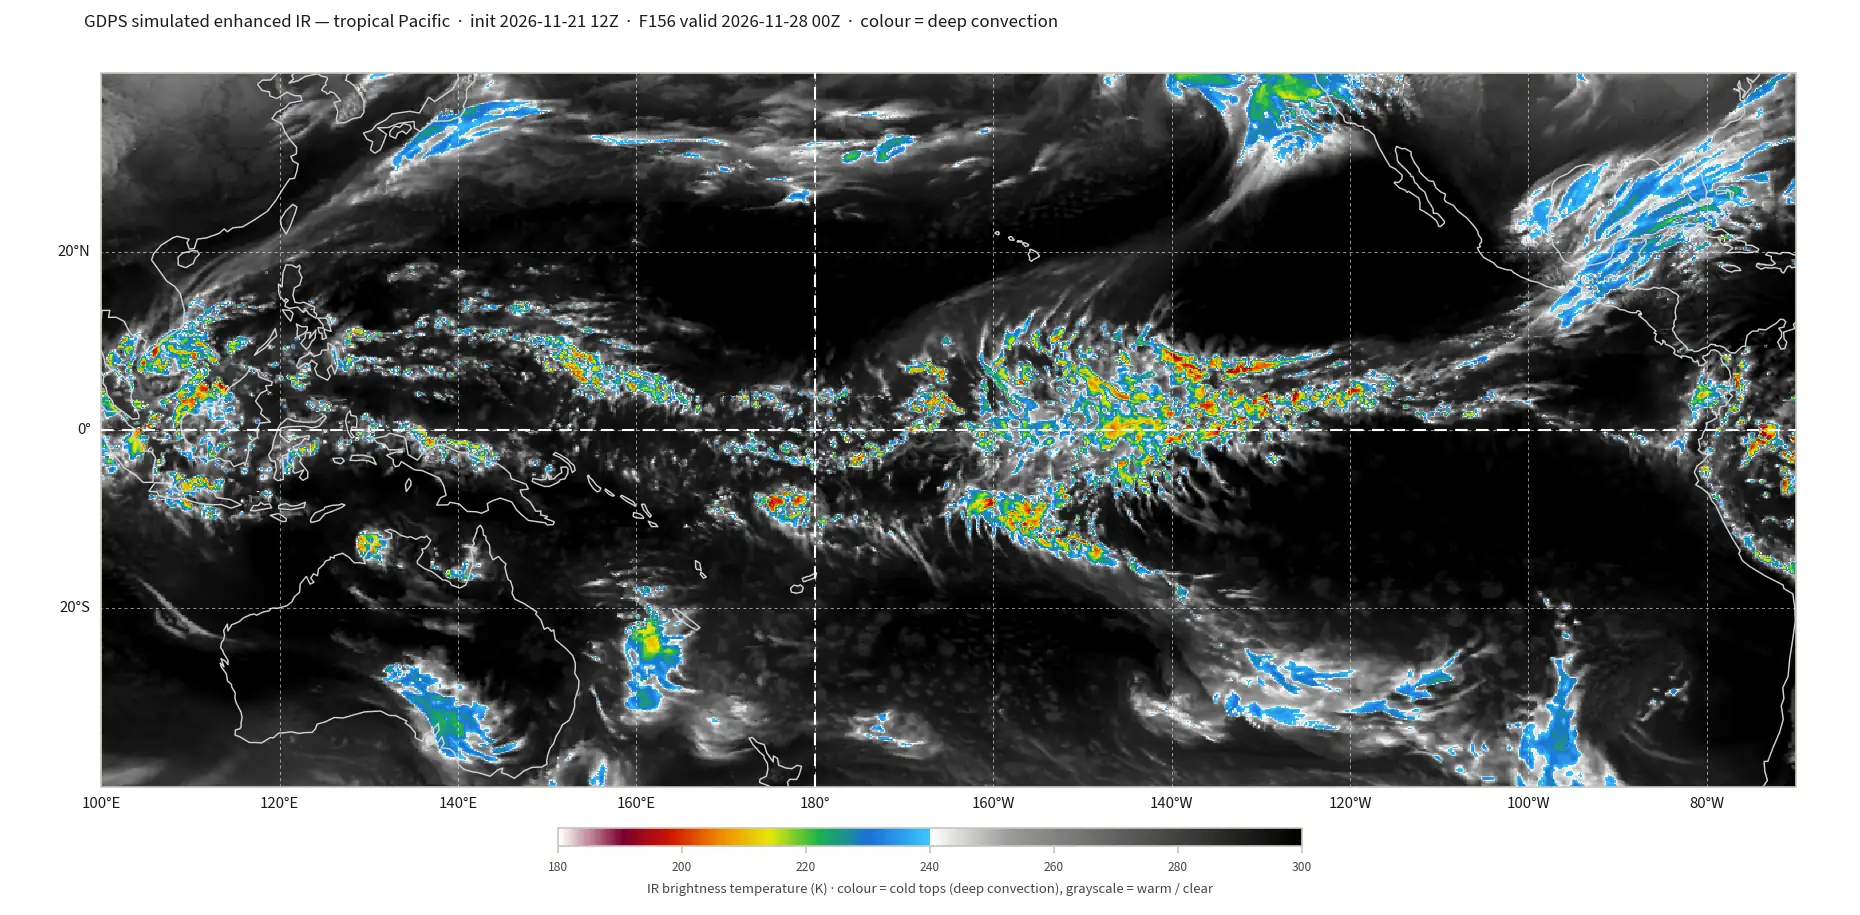 GDPS simulated enhanced IR — tropical Pacific · init 2026-11-21 12Z · F156 valid 2026-11-28 00Z · colour = deep convection
20°N
0°
20°S
100°E 120°E 140°E 160°E 180° 160°W 140°W 120°W 100°W 80°W
180 200 220 240 260 280 300
IR brightness temperature (K) · colour = cold tops (deep convection), grayscale = warm / clear